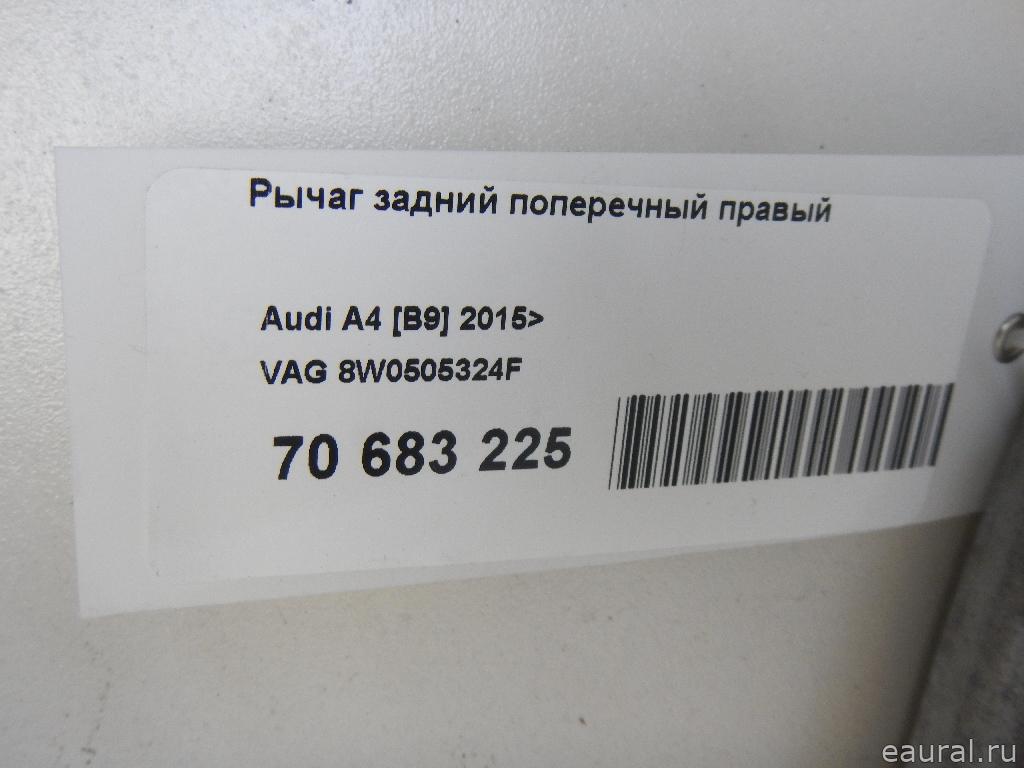 Рычаг задний поперечный правый
Audi A4 [B9] 2015>
VAG 8W0505324F
70 683 225
eaural.ru